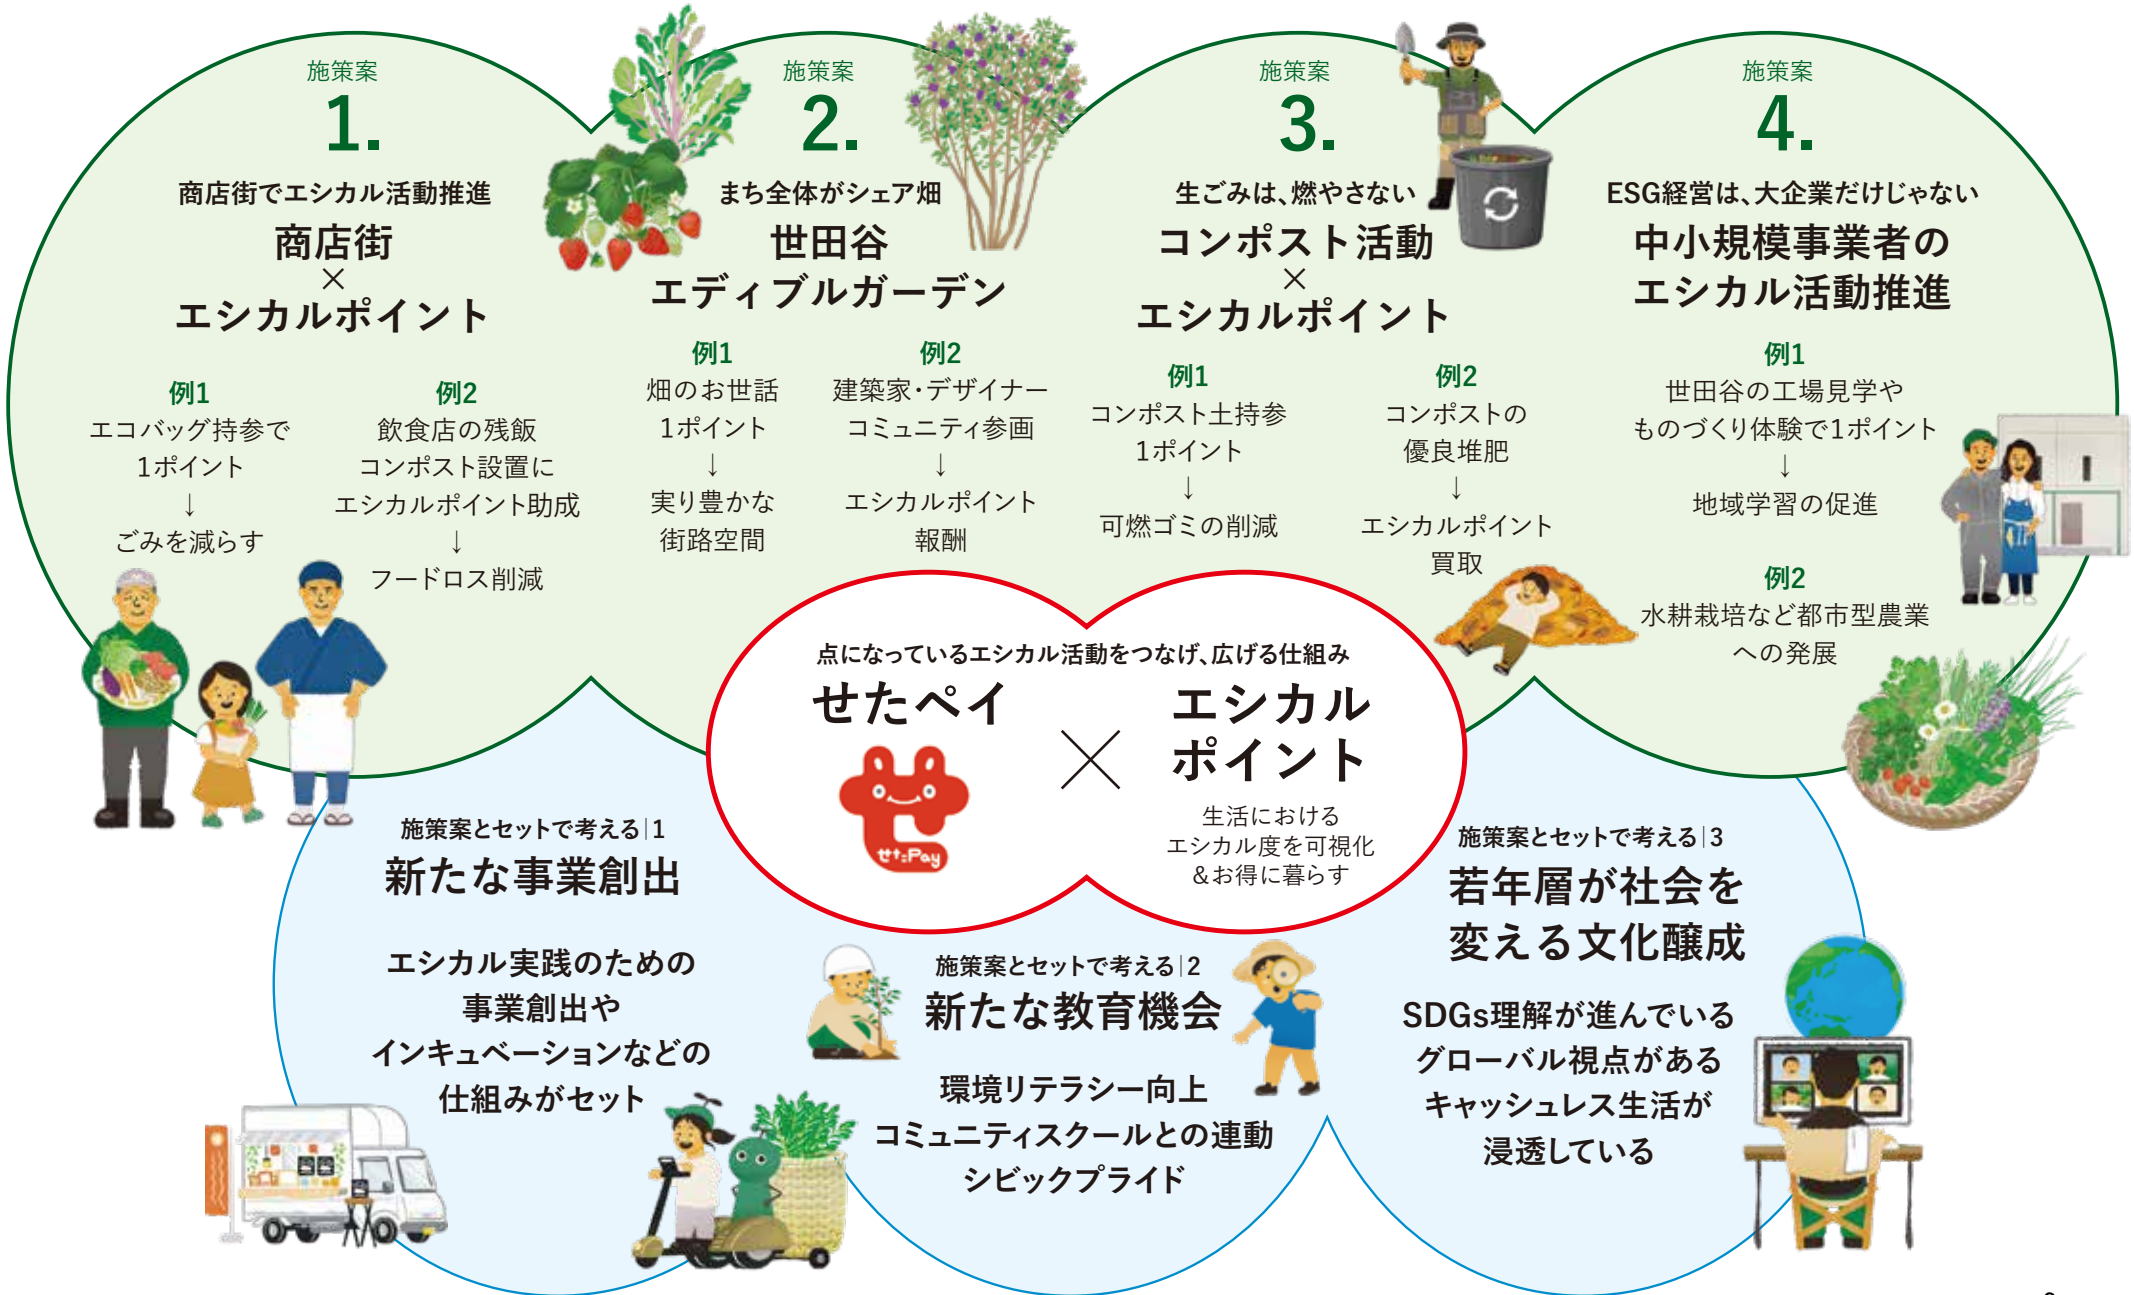 施策案
1.
商店街でエシカル活動推進
商店街
×
エシカルポイント
例1
エコバッグ持参で
1ポイント
↓
ごみを減らす
例2
飲食店の残飯
コンポスト設置に
エシカルポイント助成
↓
フードロス削減
施策案
2.
まち全体がシェア畑
世田谷
エディブルガーデン
例1
畑のお世話
1ポイント
↓
実り豊かな
街路空間
例2
建築家・デザイナー
コミュニティ参画
↓
エシカルポイント
報酬
施策案
3.
生ごみは、燃やさない
コンポスト活動
×
エシカルポイント
例1
コンポスト土持参
1ポイント
↓
可燃ゴミの削減
例2
コンポストの
優良堆肥
↓
エシカルポイント
買取
施策案
4.
ESG経営は、大企業だけじゃない
中小規模事業者の
エシカル活動推進
例1
世田谷の工場見学や
ものづくり体験で1ポイント
↓
地域学習の促進
例2
水耕栽培など都市型農業
への発展
点になっているエシカル活動をつなげ、広げる仕組み
せたペイ
せたPay
×
エシカル
ポイント
生活における
エシカル度を可視化
&お得に暮らす
施策案とセットで考える|1
新たな事業創出
エシカル実践のための
事業創出や
インキュベーションなどの
仕組みがセット
施策案とセットで考える|2
新たな教育機会
環境リテラシー向上
コミュニティスクールとの連動
シビックプライド
施策案とセットで考える|3
若年層が社会を
変える文化醸成
SDGs理解が進んでいる
グローバル視点がある
キャッシュレス生活が
浸透している